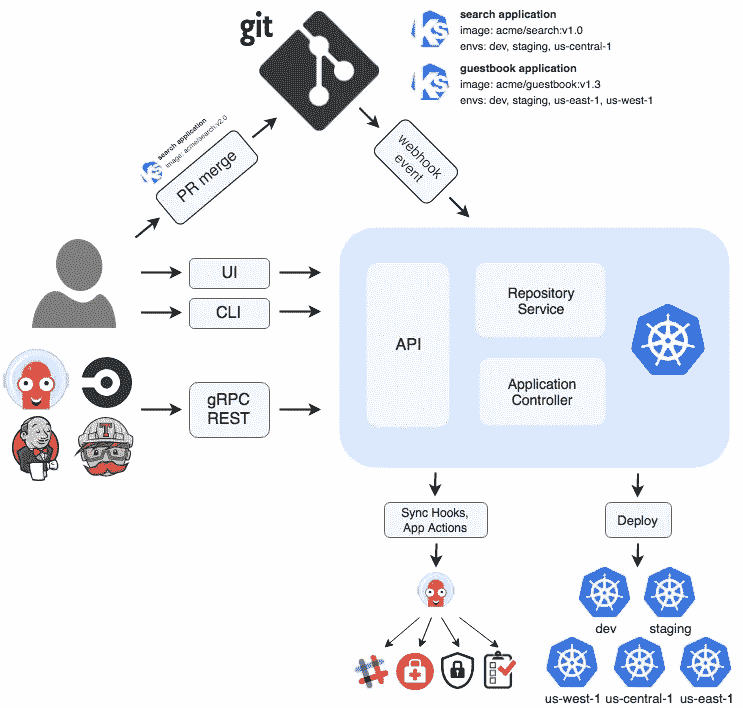 git
search application
image: acme/search:v1.0
envs: dev, staging, us-central-1
guestbook application
image: acme/guestbook:v1.3
envs: dev, staging, us-east-1, us-west-1
search application
image: acme/search:v2.0
PR merge
webhook
event
UI
CLI
gRPC
REST
API
Repository
Service
Application
Controller
Sync Hooks,
App Actions
Deploy
dev
staging
us-west-1
us-central-1
us-east-1
KS
KS
KS
T